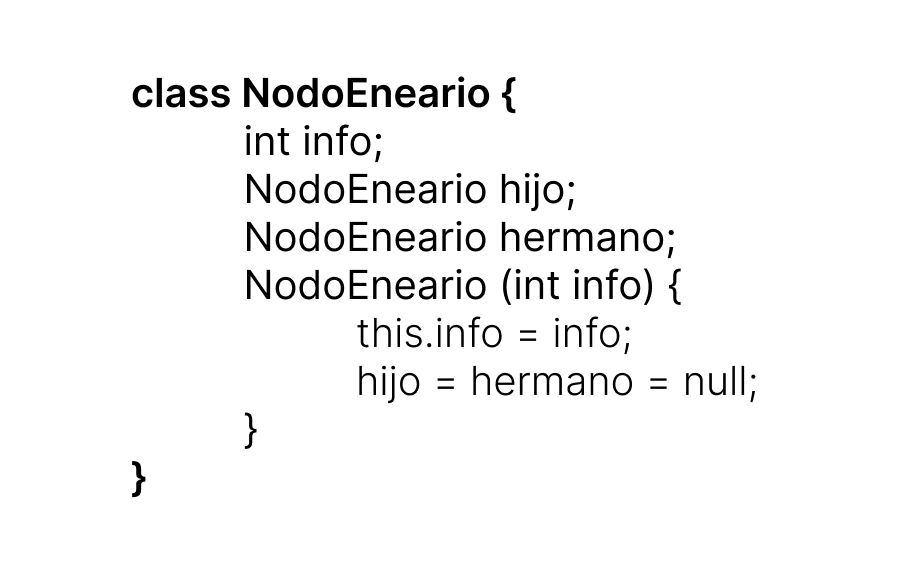 class NodoEneario {
int info;
NodoEneario hijo;
NodoEneario hermano;
NodoEneario (int info) {
this.info = info;
hijo = hermano = null;
}
}